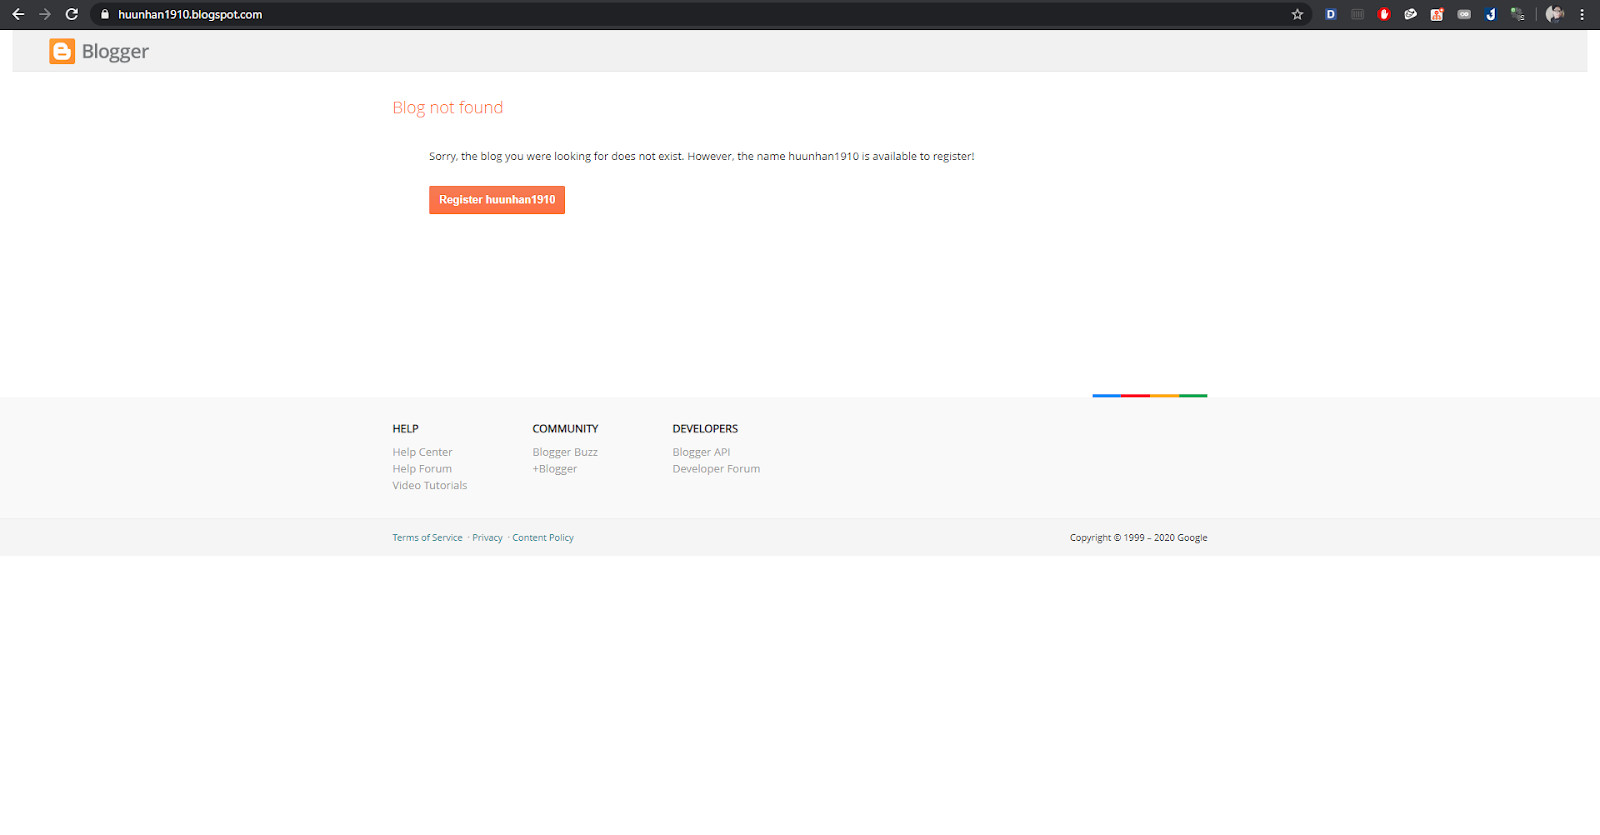 huunhan1910.blogspot.com
Blogger
Blog not found
Sorry, the blog you were looking for does not exist. However, the name huunhan1910 is available to register!
Register huunhan1910
HELP
Help Center
Help Forum
Video Tutorials
COMMUNITY
Blogger Buzz
+Blogger
DEVELOPERS
Blogger API
Developer Forum
Terms of Service · Privacy · Content Policy
Copyright © 1999 – 2020 Google